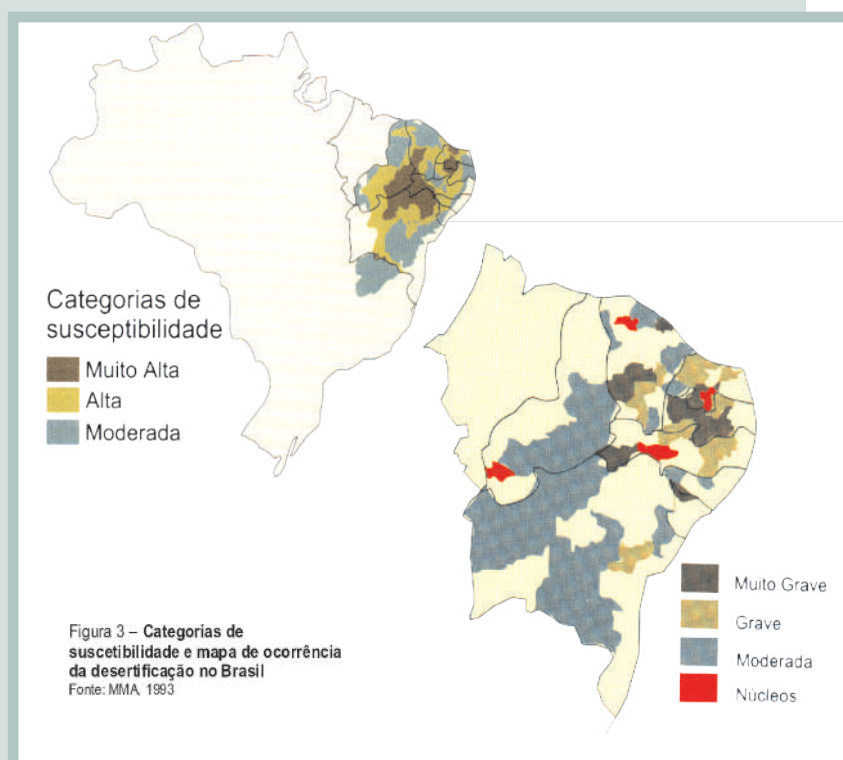 Categorias de
susceptibilidade
Muito Alta
Alta
Moderada
Muito Grave
Grave
Moderada
Núcleos
Figura 3 – Categorias de
suscetibilidade e mapa de ocorrência
da desertificação no Brasil
Fonte: MMA, 1993